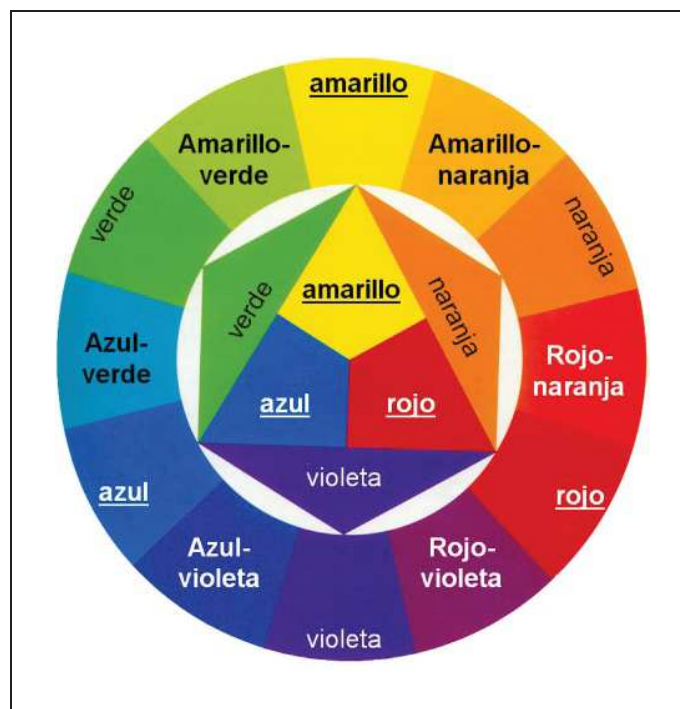 amarillo
Amarillo-
verde
Amarillo-
naranja
verde
naranja
amarillo
verde
naranja
Azul-
verde
Rojo-
naranja
azul
rojo
azul
rojo
violeta
Azul-
violeta
Rojo-
violeta
violeta